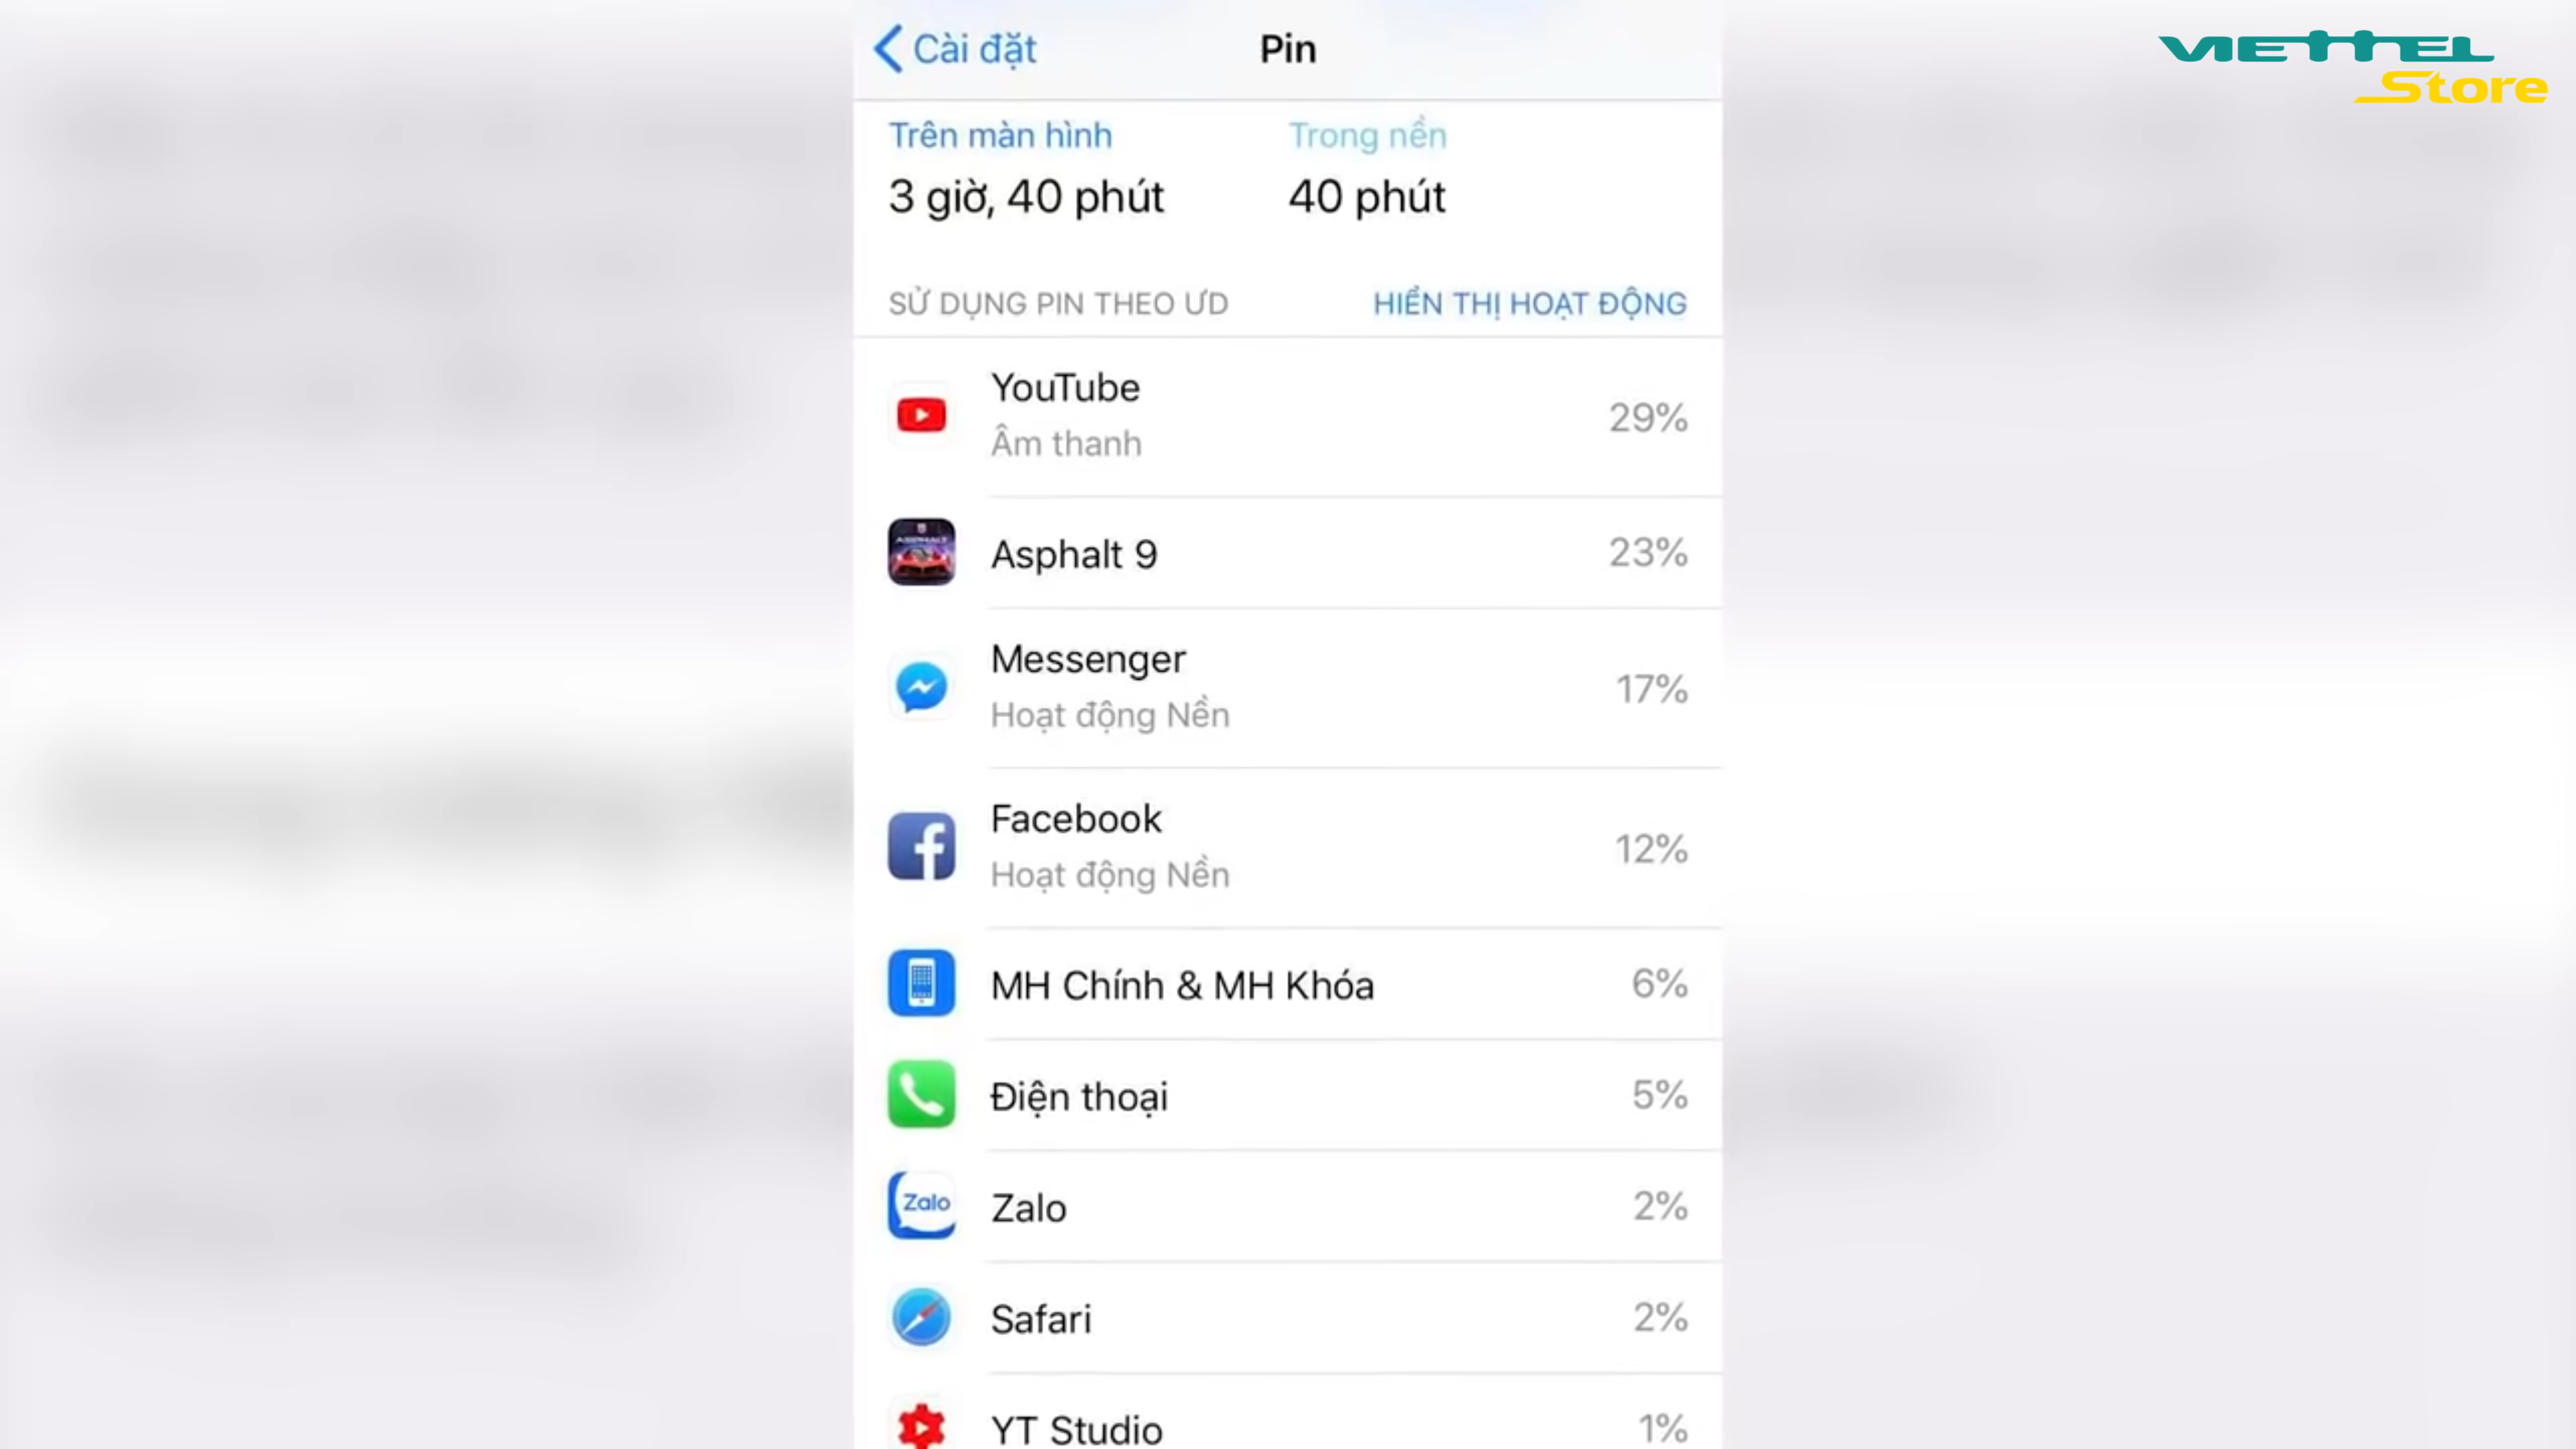 Cài đặt
Pin
VIETTEL
Store
Trên màn hình
Trong nền
3 giờ, 40 phút
40 phút
SỬ DỤNG PIN THEO ƯD
HIỂN THỊ HOẠT ĐỘNG
YouTube
Âm thanh
29%
ASPHALT
Asphalt 9
23%
Messenger
Hoạt động Nền
17%
Facebook
Hoạt động Nền
12%
MH Chính & MH Khóa
6%
Điện thoại
5%
Zalo
Zalo
2%
Safari
2%
YT Studio
1%